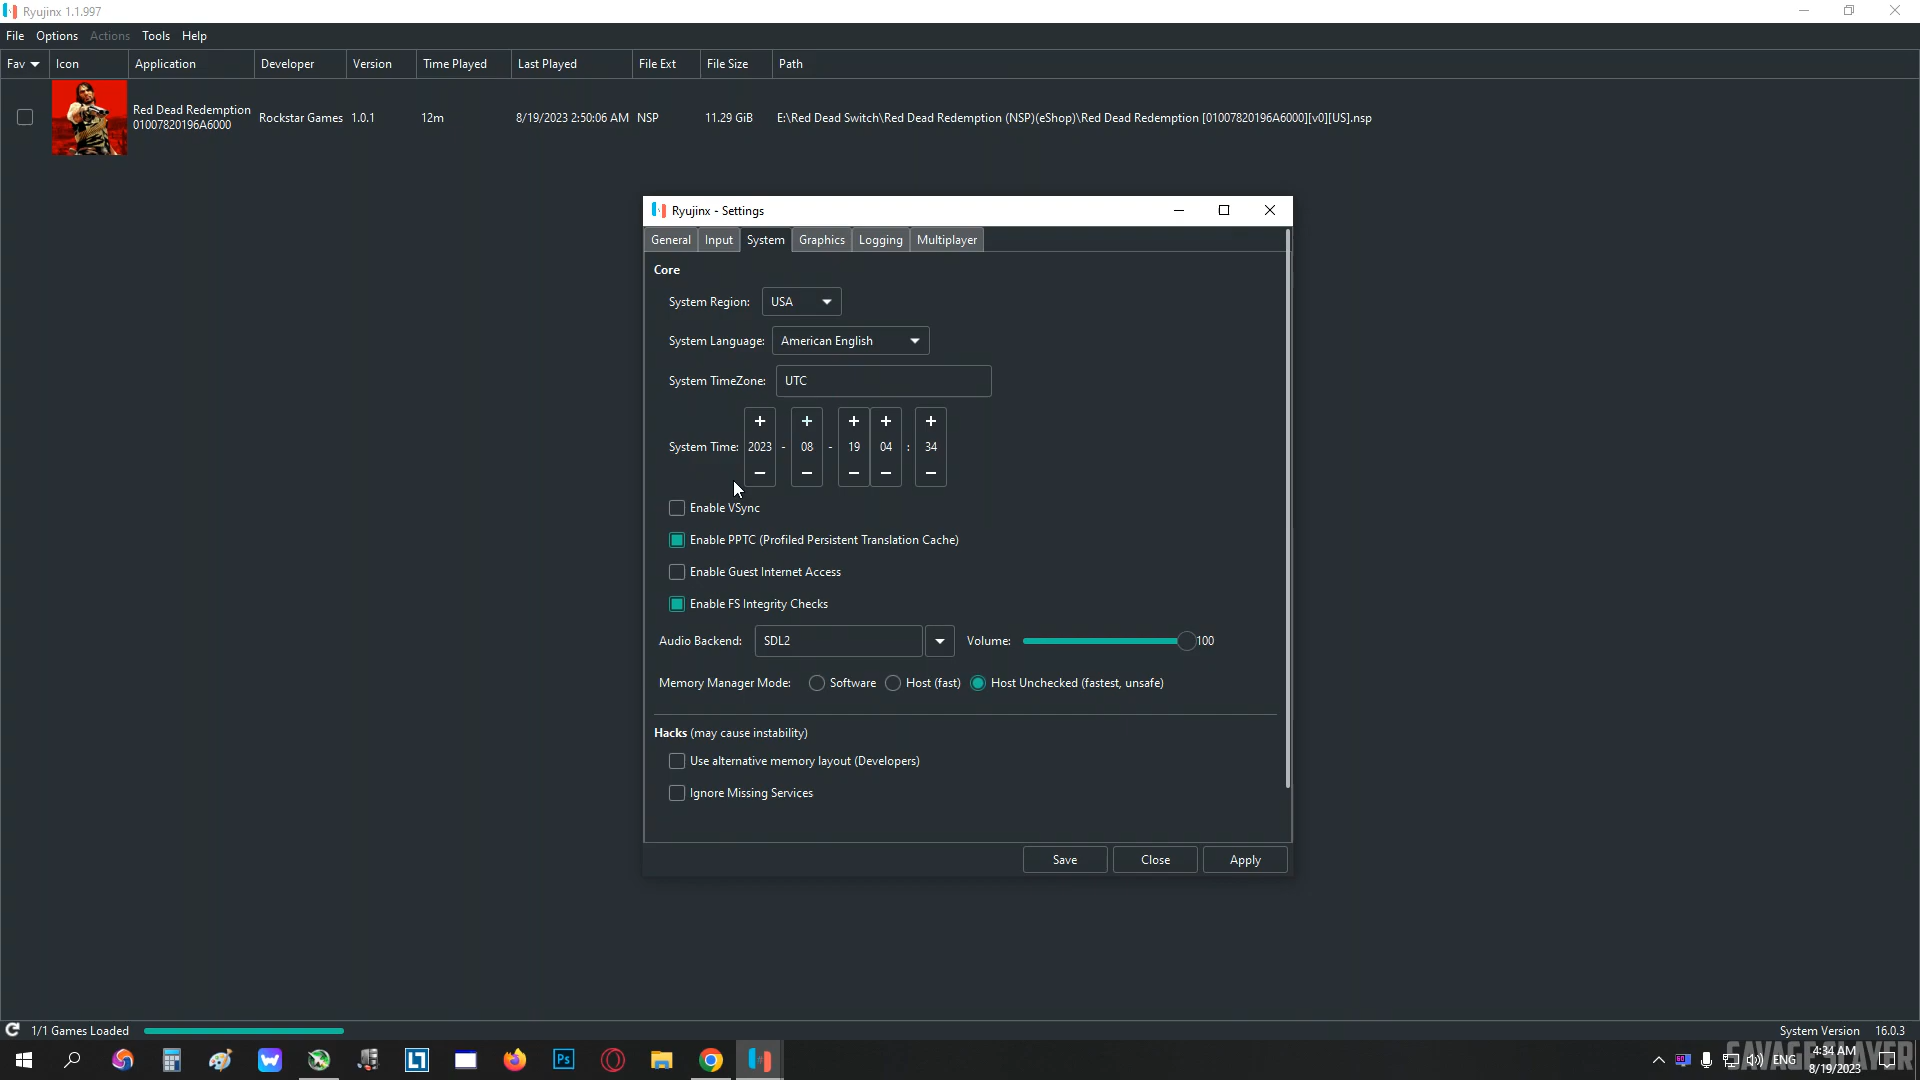 Ryujinx 1.1.997
File Options Actions Tools Help
Fav Icon Application Developer Version Time Played Last Played File Ext File Size Path
Red Dead Redemption
01007820196A6000
Rockstar Games 1.0.1 12m 8/19/2023 2:50:06 AM NSP 11.29 GiB E:\Red Dead Switch\Red Dead Redemption (NSP)(eShop)\Red Dead Redemption [01007820196A6000][v0][US].nsp
Ryujinx - Settings
General Input System Graphics Logging Multiplayer
Core
System Region: USA
System Language: American English
System TimeZone: UTC
+ + + + +
System Time: 2023 - 08 - 19 04 : 34
− − − − −
Enable VSync
Enable PPTC (Profiled Persistent Translation Cache)
Enable Guest Internet Access
Enable FS Integrity Checks
Audio Backend: SDL2 Volume: 100
Memory Manager Mode: Software Host (fast) Host Unchecked (fastest, unsafe)
Hacks (may cause instability)
Use alternative memory layout (Developers)
Ignore Missing Services
Save Close Apply
1/1 Games Loaded System Version 16.0.3
Ps ENG 4:34 AM
8/19/2023
SAVAGESLAYER